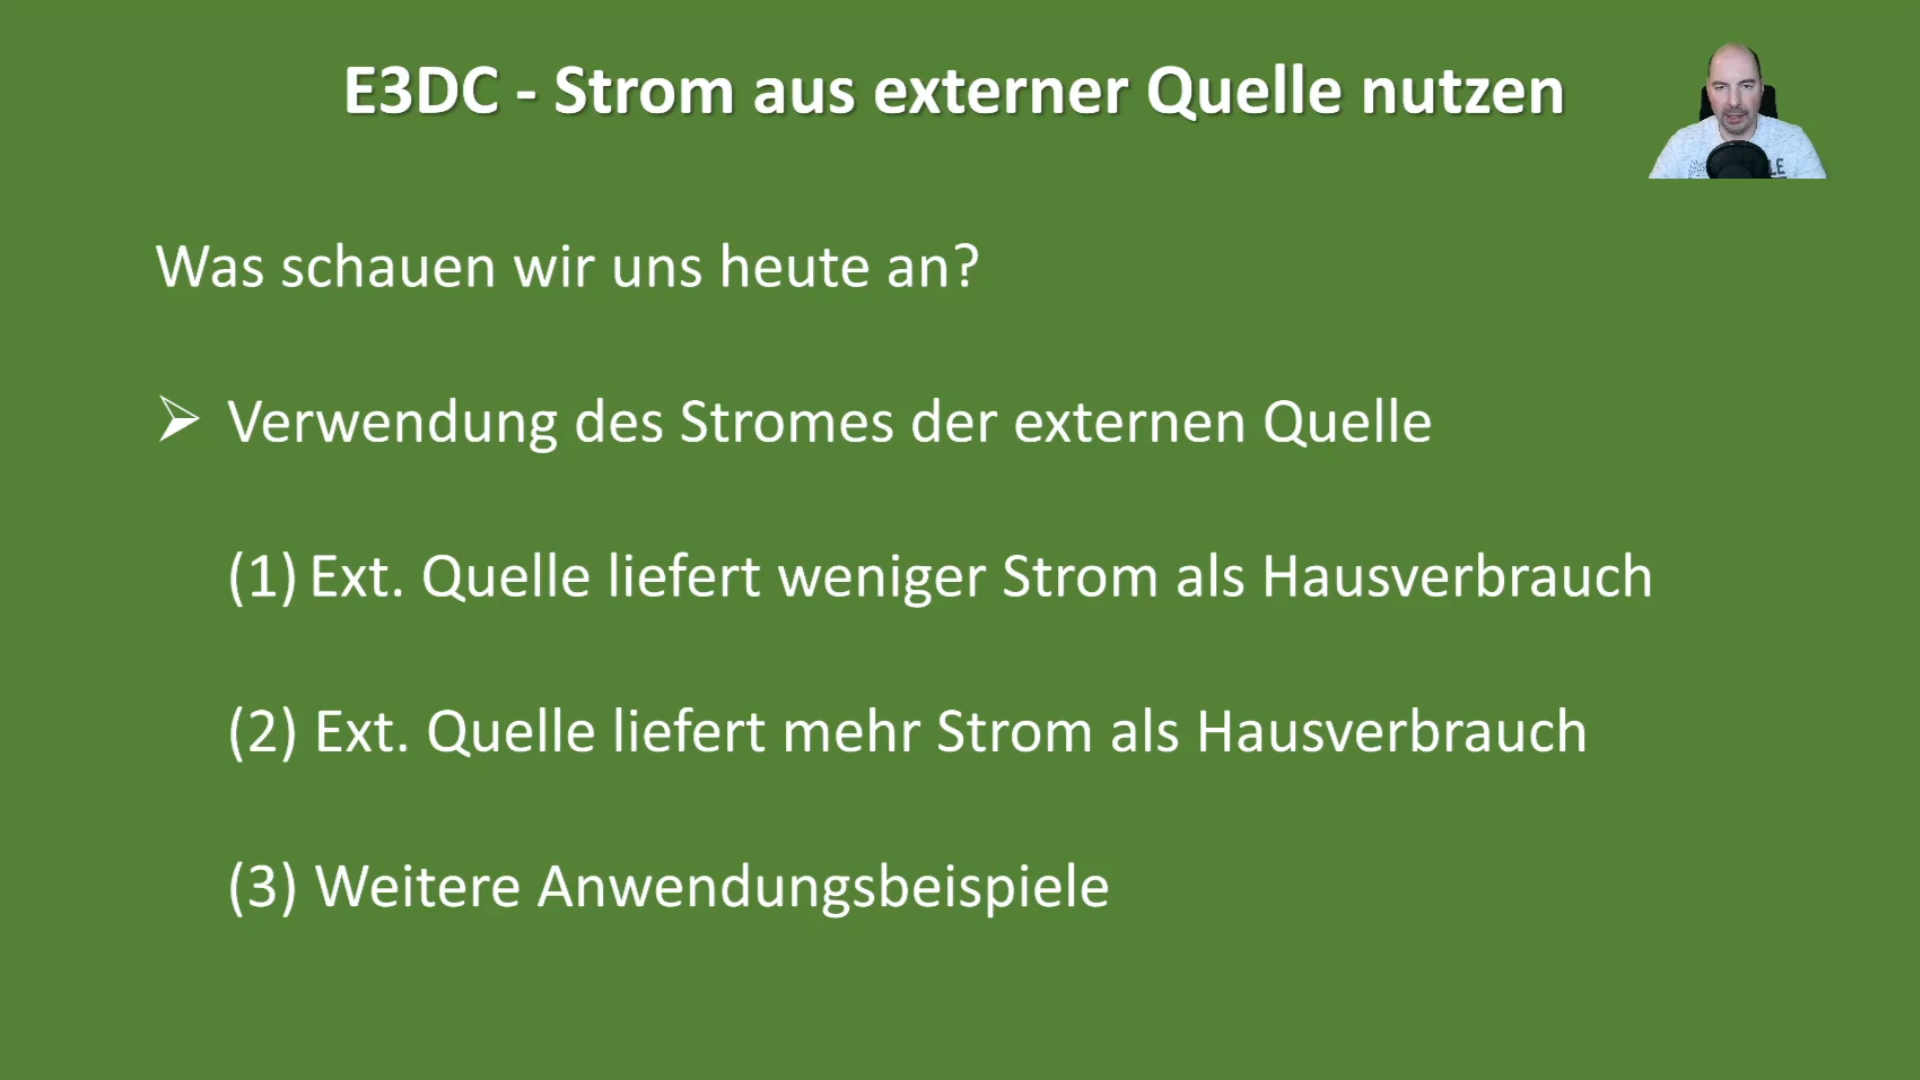 E3DC - Strom aus externer Quelle nutzen
Was schauen wir uns heute an?
➢ Verwendung des Stromes der externen Quelle
(1) Ext. Quelle liefert weniger Strom als Hausverbrauch
(2) Ext. Quelle liefert mehr Strom als Hausverbrauch
(3) Weitere Anwendungsbeispiele